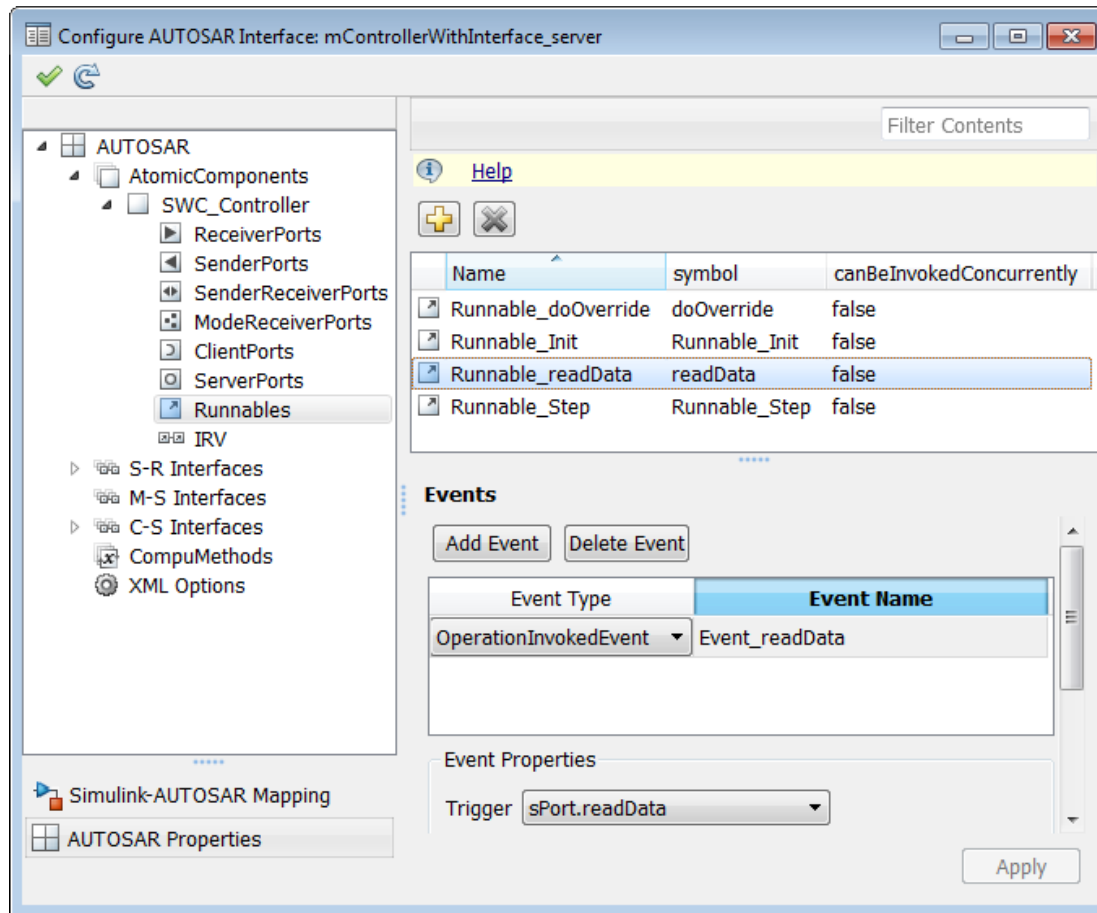 Configure AUTOSAR Interface: mControllerWithInterface_server
Filter Contents
AUTOSAR
AtomicComponents
SWC_Controller
ReceiverPorts
SenderPorts
SenderReceiverPorts
ModeReceiverPorts
ClientPorts
ServerPorts
Runnables
IRV
S-R Interfaces
M-S Interfaces
C-S Interfaces
CompuMethods
XML Options
Simulink-AUTOSAR Mapping
AUTOSAR Properties
Help
Name symbol canBeInvokedConcurrently
Runnable_doOverride doOverride false
Runnable_Init Runnable_Init false
Runnable_readData readData false
Runnable_Step Runnable_Step false
Events
Add Event Delete Event
Event Type Event Name
OperationInvokedEvent Event_readData
Event Properties
Trigger sPort.readData
Apply